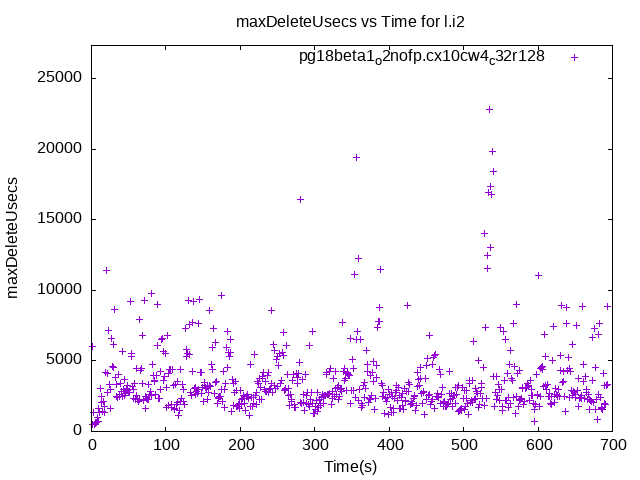 maxDeleteUsecs vs Time for l.i2
pg18beta1o2nofp.cx10cw4c32r128
25000
20000
15000
10000
5000
0
maxDeleteUsecs
0 100 200 300 400 500 600 700
Time(s)